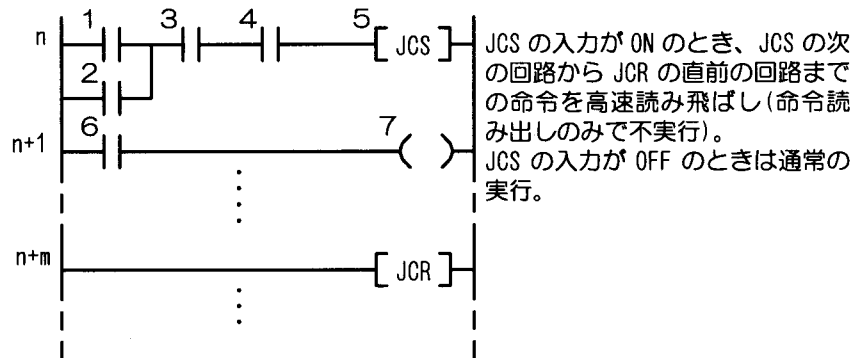 1 3 4 5
n
[ JCS ]
2
6 7
n+1
n+m
[ JCR ]
JCS の入力が ON のとき、JCS の次
の回路から JCR の直前の回路まで
の命令を高速読み飛ばし(命令読
み出しのみで不実行)。
JCS の入力が OFF のときは通常の
実行。